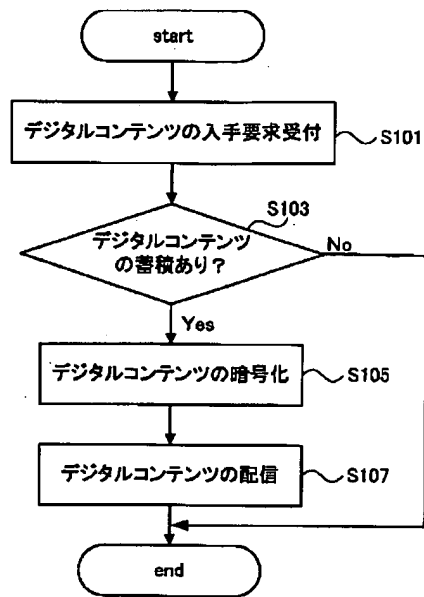 start
デジタルコンテンツの入手要求受付
S101
S103
デジタルコンテンツ
の蓄積あり?
No
Yes
デジタルコンテンツの暗号化
S105
デジタルコンテンツの配信
S107
end